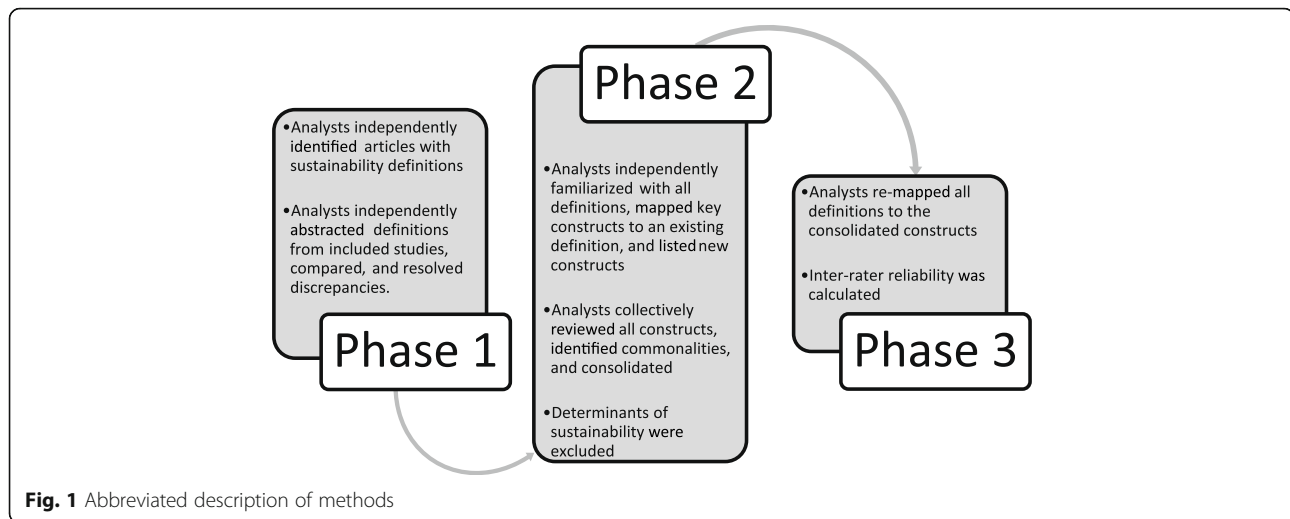 •Analysts independently
identified articles with
sustainability definitions
•Analysts independently
abstracted definitions
from included studies,
compared, and resolved
discrepancies.
Phase 1
Phase 2
•Analysts independently
familiarized with all
definitions, mapped key
constructs to an existing
definition, and listed new
constructs
•Analysts collectively
reviewed all constructs,
identified commonalities,
and consolidated
•Determinants of
sustainability were
excluded
•Analysts re-mapped all
definitions to the
consolidated constructs
•Inter-rater reliability was
calculated
Phase 3
Fig. 1 Abbreviated description of methods